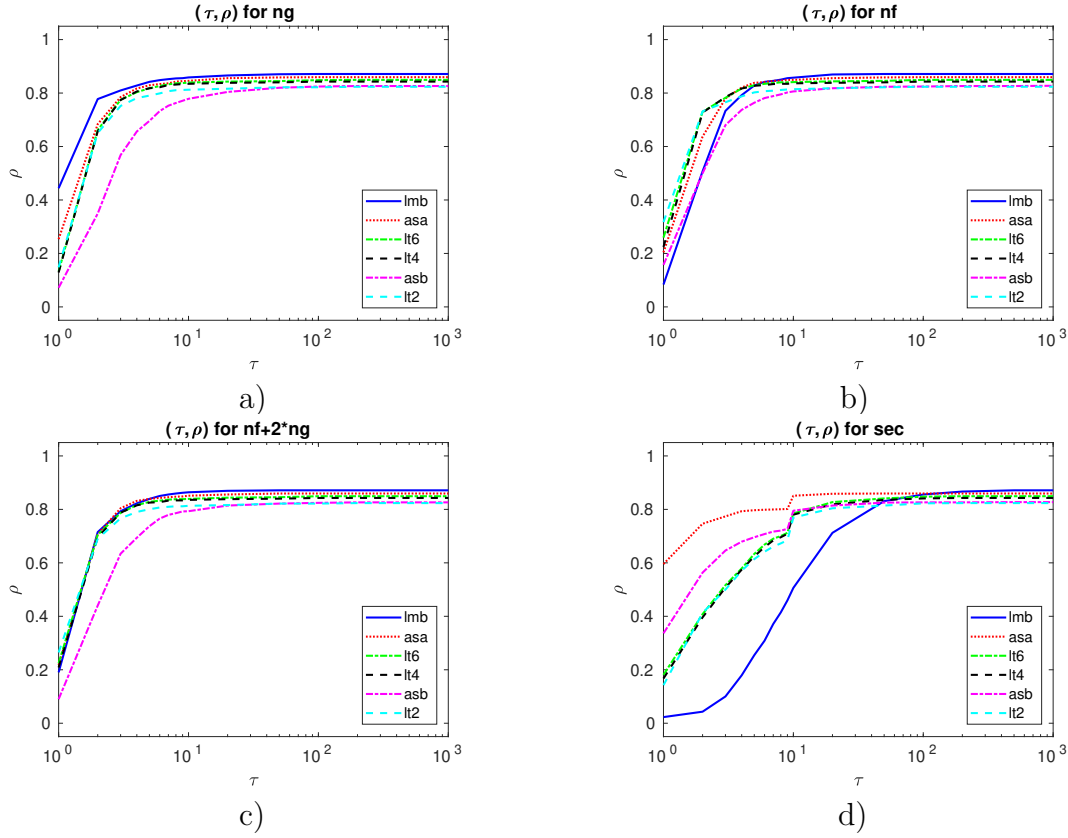 (τ, ρ) for ng
1
0.8
0.6
0.4
0.2
0
ρ
lmb
asa
lt6
lt4
asb
lt2
10^0
10^1
10^2
10^3
τ
a)
(τ, ρ) for nf
1
0.8
0.6
0.4
0.2
0
ρ
lmb
asa
lt6
lt4
asb
lt2
10^0
10^1
10^2
10^3
τ
b)
(τ, ρ) for nf+2*ng
1
0.8
0.6
0.4
0.2
0
ρ
lmb
asa
lt6
lt4
asb
lt2
10^0
10^1
10^2
10^3
τ
c)
(τ, ρ) for sec
1
0.8
0.6
0.4
0.2
0
ρ
lmb
asa
lt6
lt4
asb
lt2
10^0
10^1
10^2
10^3
τ
d)